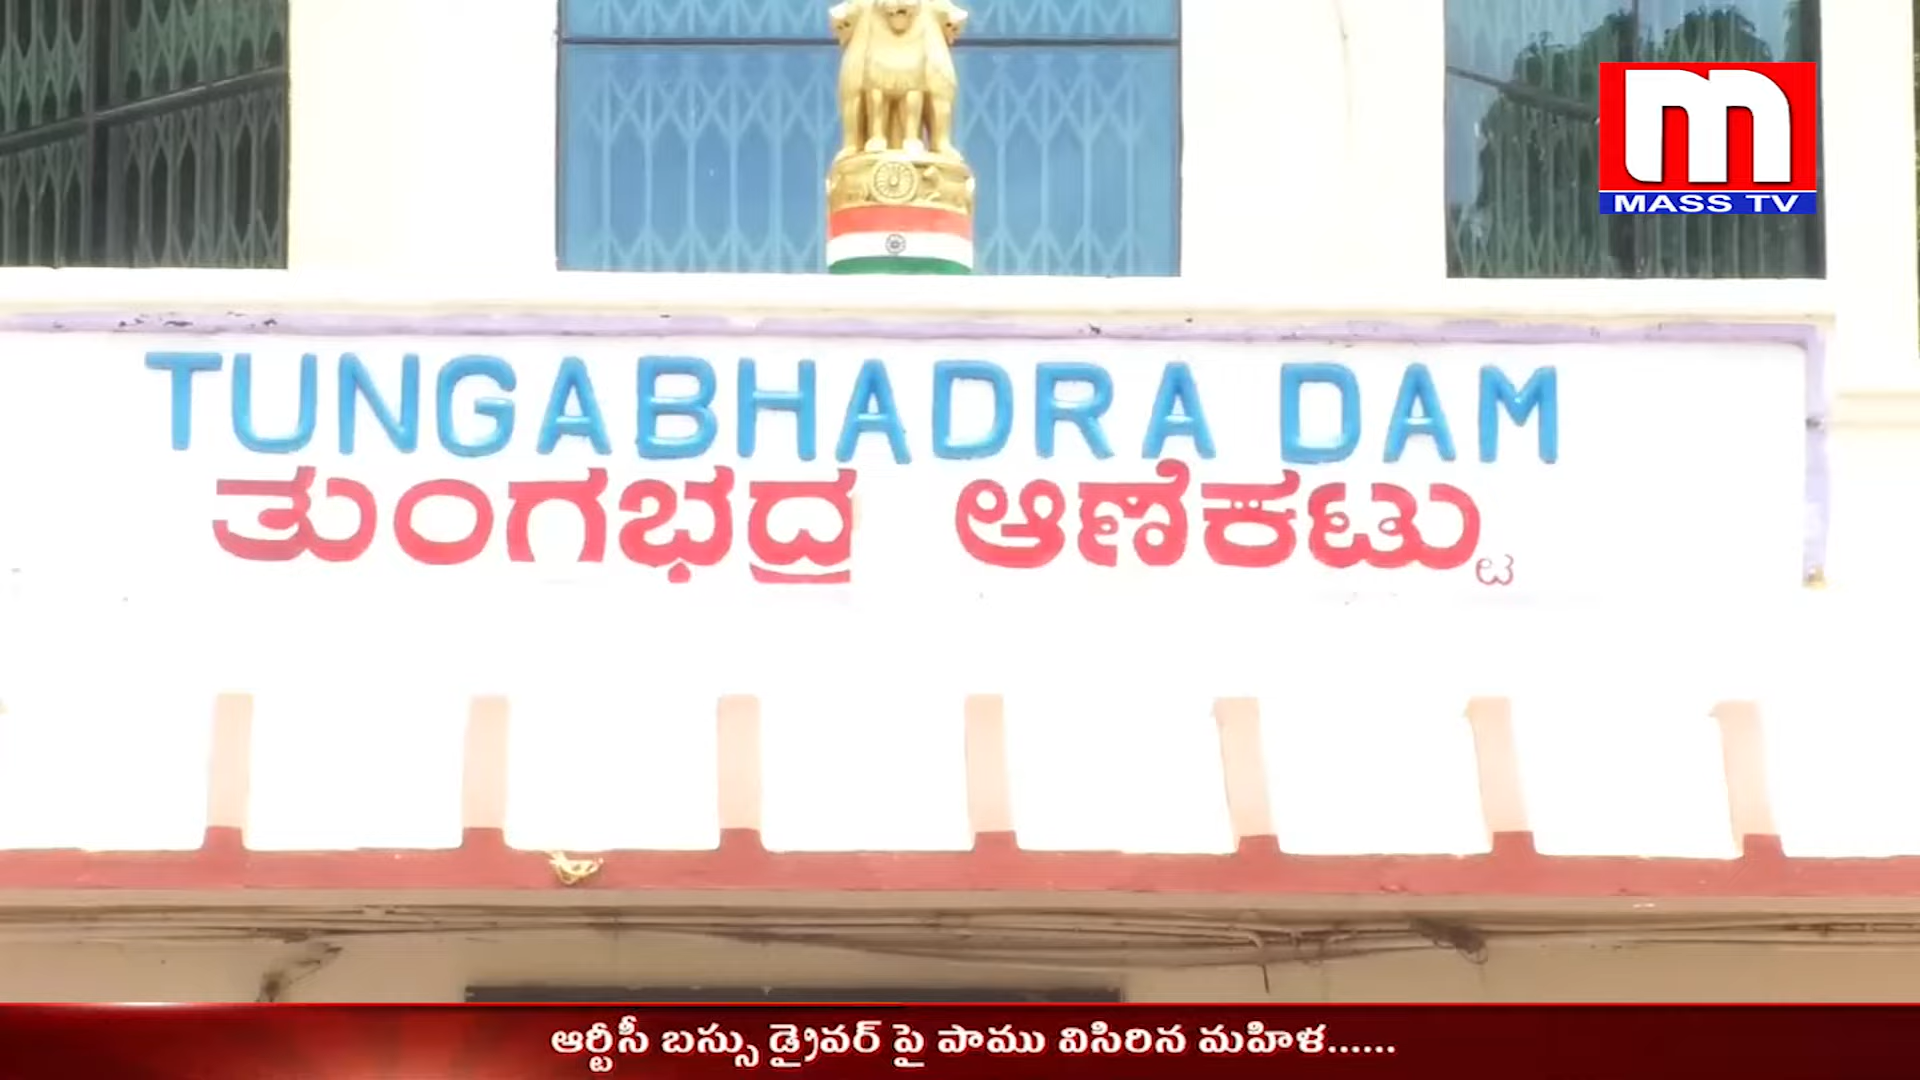 m
MASS TV
TUNGABHADRA DAM
ತುಂಗಭದ್ರ ಆಣೆಕಟ್ಟು
ఆర్టీసీ బస్సు డ్రైవర్ పై పాము విసిరిన మహిళ......